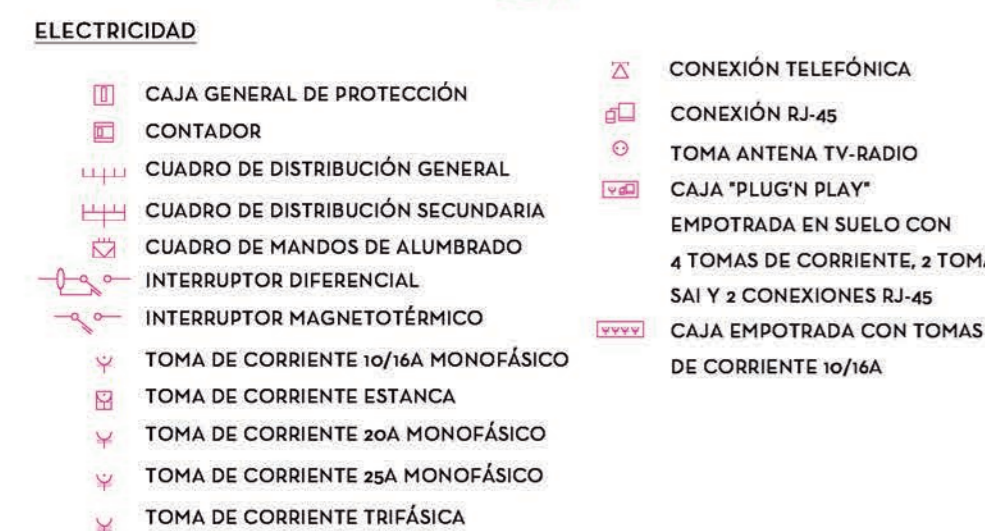 ELECTRICIDAD
CAJA GENERAL DE PROTECCIÓN
CONTADOR
CUADRO DE DISTRIBUCIÓN GENERAL
CUADRO DE DISTRIBUCIÓN SECUNDARIA
CUADRO DE MANDOS DE ALUMBRADO
INTERRUPTOR DIFERENCIAL
INTERRUPTOR MAGNETOTÉRMICO
TOMA DE CORRIENTE 10/16A MONOFÁSICO
TOMA DE CORRIENTE ESTANCA
TOMA DE CORRIENTE 20A MONOFÁSICO
TOMA DE CORRIENTE 25A MONOFÁSICO
TOMA DE CORRIENTE TRIFÁSICA
CONEXIÓN TELEFÓNICA
CONEXIÓN RJ-45
TOMA ANTENA TV-RADIO
CAJA "PLUG'N PLAY"
EMPOTRADA EN SUELO CON
4 TOMAS DE CORRIENTE, 2
SAI Y 2 CONEXIONES RJ-45
CAJA EMPOTRADA CON TOMAS
DE CORRIENTE 10/16A